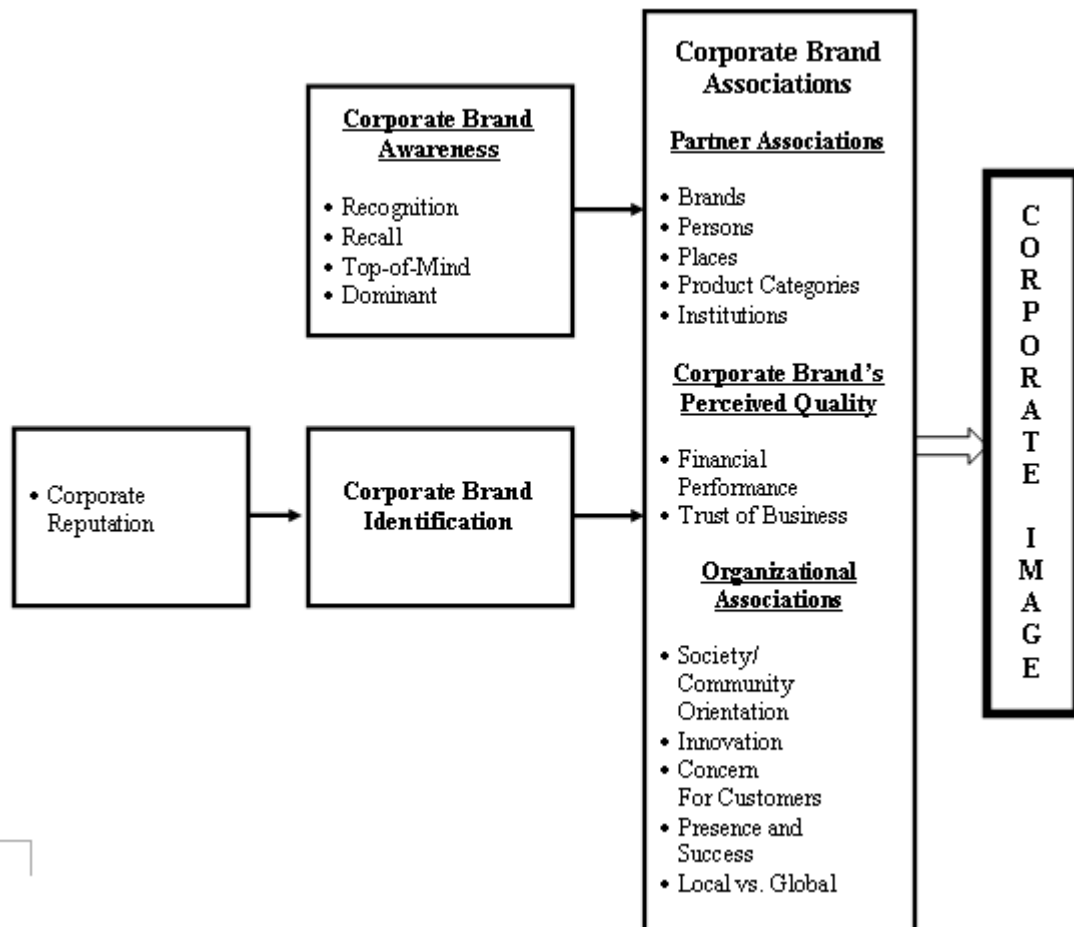 Corporate Brand
Awareness
• Recognition
• Recall
• Top-of-Mind
• Dominant
• Corporate
Reputation
Corporate Brand
Identification
Corporate Brand
Associations
Partner Associations
• Brands
• Persons
• Places
• Product Categories
• Institutions
Corporate Brand’s
Perceived Quality
• Financial
Performance
• Trust of Business
Organizational
Associations
• Society/
Community
Orientation
• Innovation
• Concern
For Customers
• Presence and
Success
• Local vs. Global
CORPORATE IMAGE